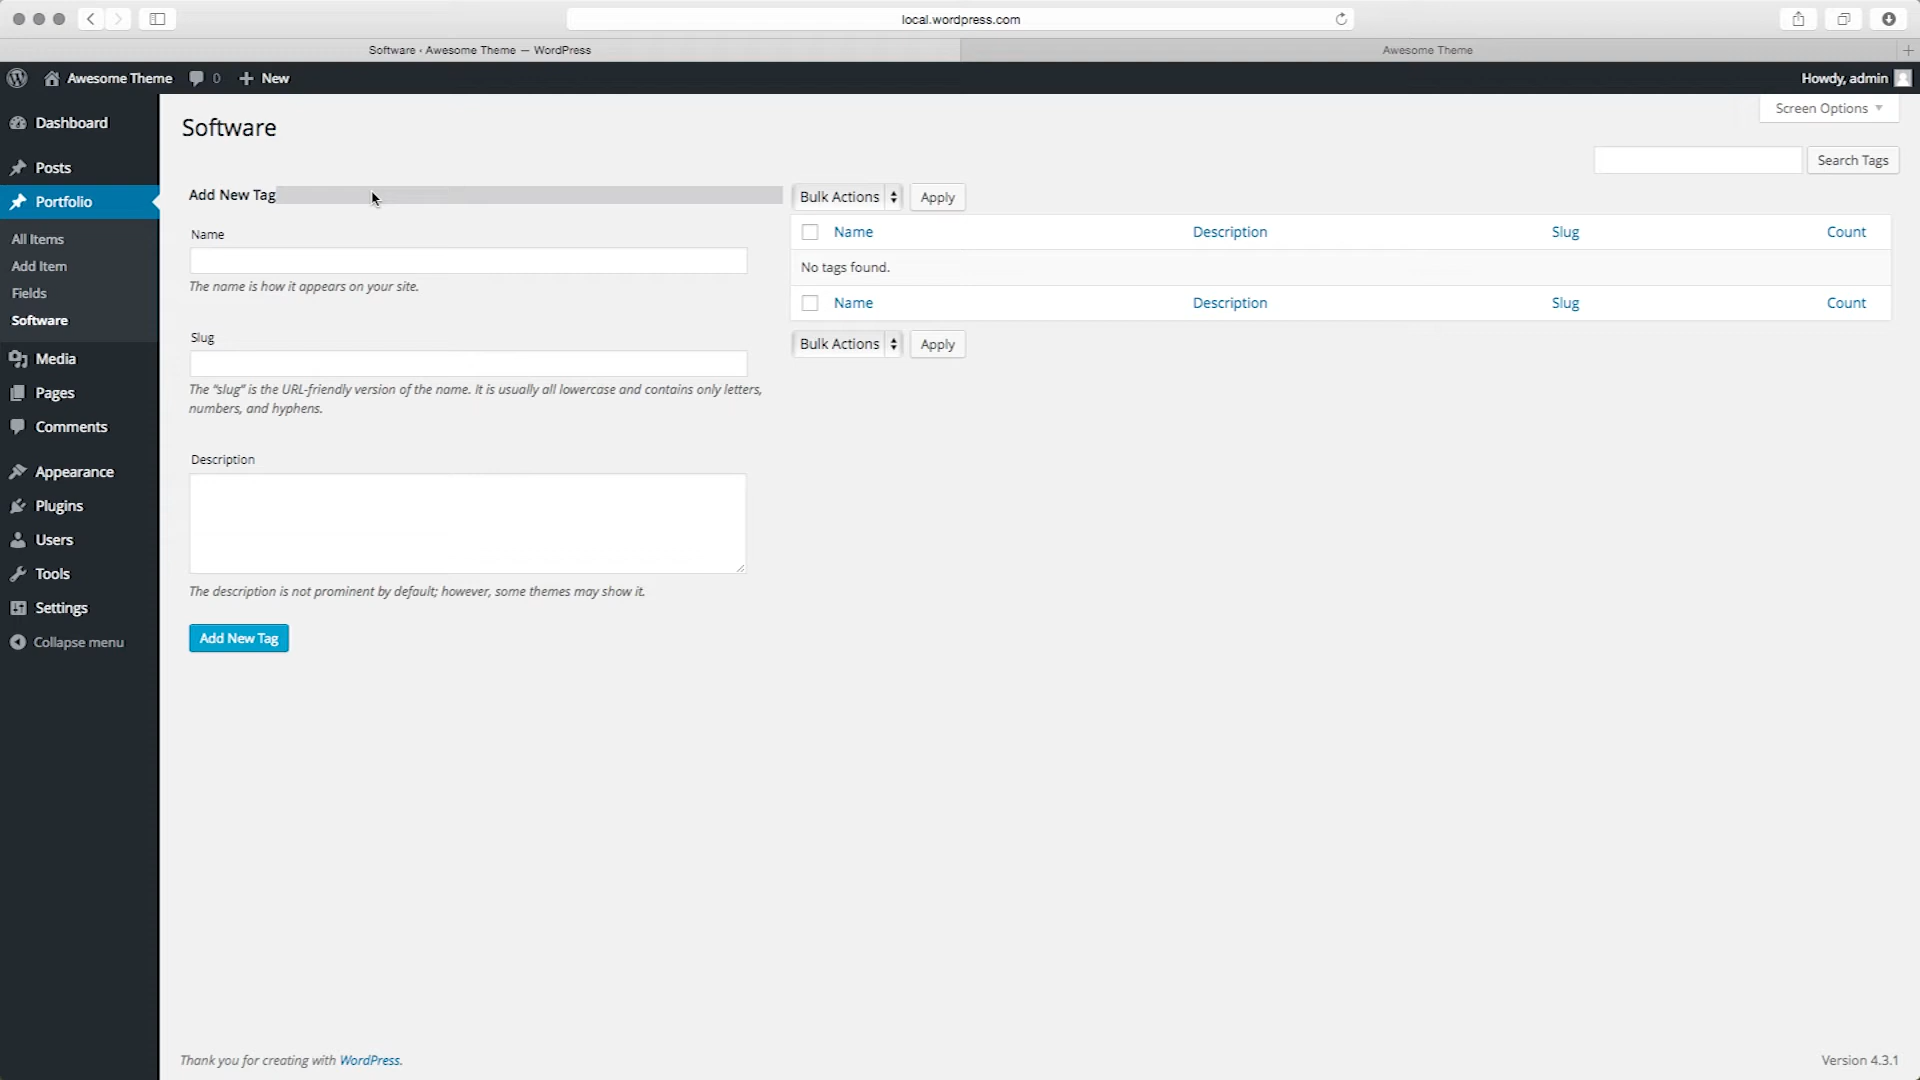 local.wordpress.com
Software ‹ Awesome Theme — WordPress
Awesome Theme
Awesome Theme
0
New
Howdy, admin
Dashboard
Posts
Portfolio
All Items
Add Item
Fields
Software
Media
Pages
Comments
Appearance
Plugins
Users
Tools
Settings
Collapse menu
Screen Options
Software
Search Tags
Add New Tag
Name
The name is how it appears on your site.
Slug
The “slug” is the URL-friendly version of the name. It is usually all lowercase and contains only letters,
numbers, and hyphens.
Description
The description is not prominent by default; however, some themes may show it.
Add New Tag
Bulk Actions Apply
Name Description Slug Count
No tags found.
Name Description Slug Count
Bulk Actions Apply
Thank you for creating with WordPress.
Version 4.3.1